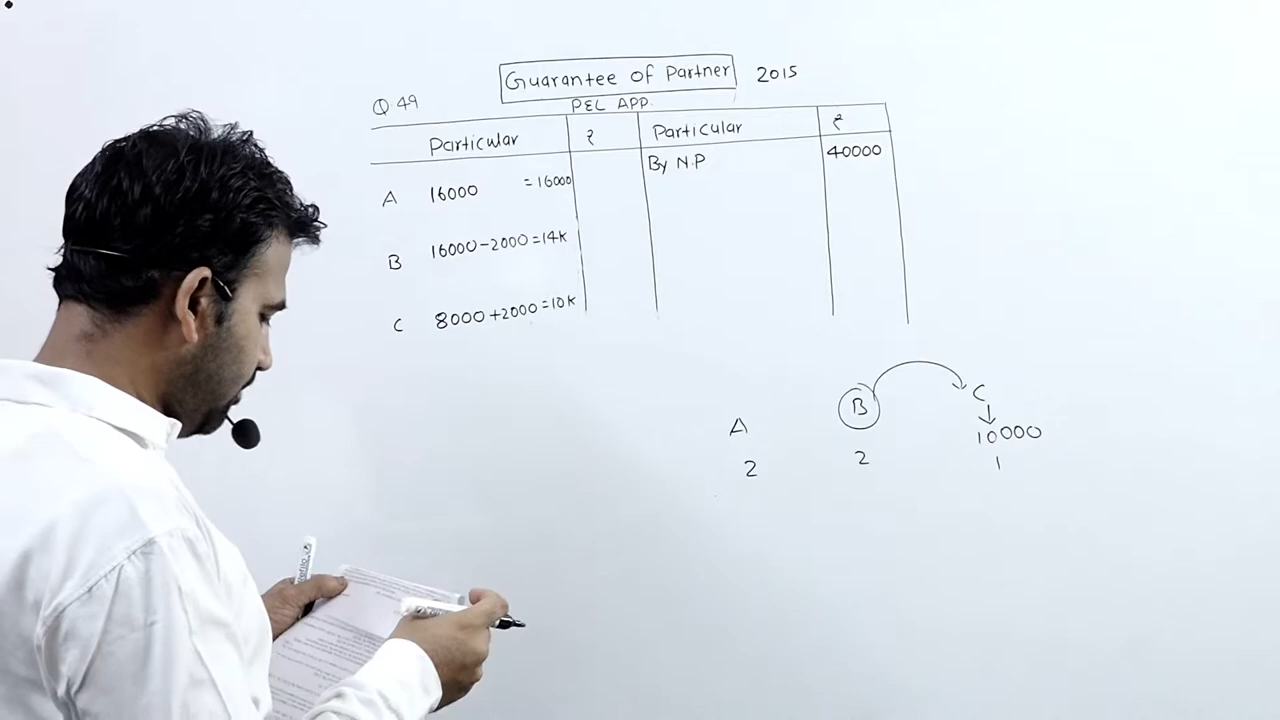 Guarantee of Partner 2015
Q.49
P&L APP.
Particular ₹ Particular ₹
By N.P 40000
A 16000 = 16000
B 16000-2000=14k
C 8000+2000=10k
A B C
10000
2 2 1